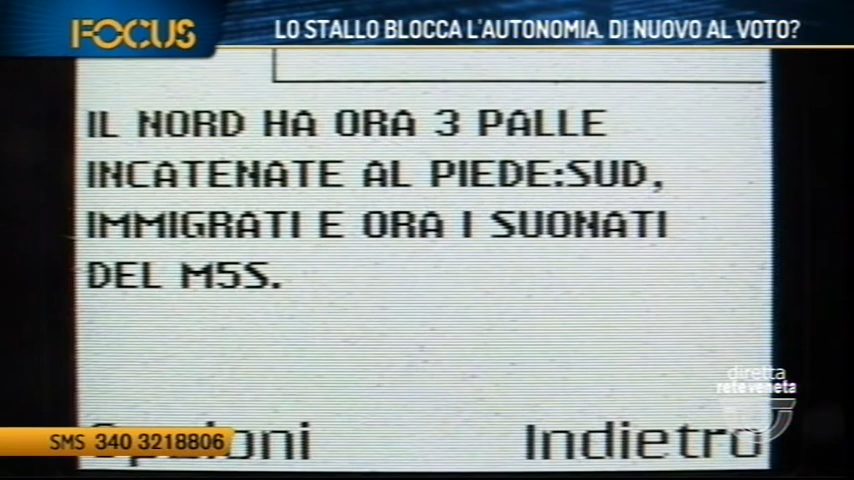 FOCUS
LO STALLO BLOCCA L'AUTONOMIA. DI NUOVO AL VOTO?
IL NORD HA ORA 3 PALLE
INCATENATE AL PIEDE:SUD,
IMMIGRATI E ORA I SUONATI
DEL M5S.
diretta
reteveneta
SMS 340 3218806
Opzioni
Indietro